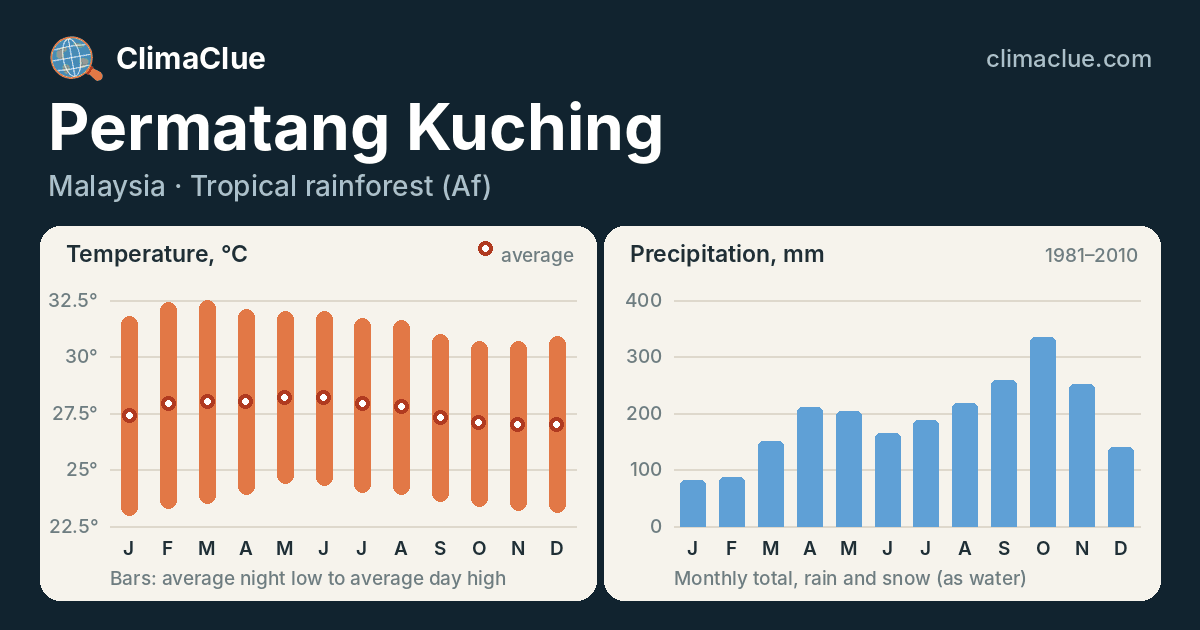 ClimaClue
climaclue.com
Permatang Kuching
Malaysia · Tropical rainforest (Af)
Temperature, °C
average
32.5°
30°
27.5°
25°
22.5°
J F M A M J J A S O N D
Bars: average night low to average day high
Precipitation, mm
1981–2010
400
300
200
100
0
J F M A M J J A S O N D
Monthly total, rain and snow (as water)